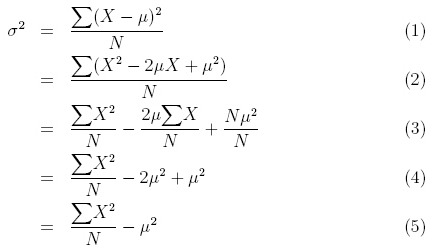 σ² = ∑(X − μ)² / N (1)
= ∑(X² − 2μX + μ²) / N (2)
= ∑X² / N − 2μ∑X / N + Nμ² / N (3)
= ∑X² / N − 2μ² + μ² (4)
= ∑X² / N − μ² (5)